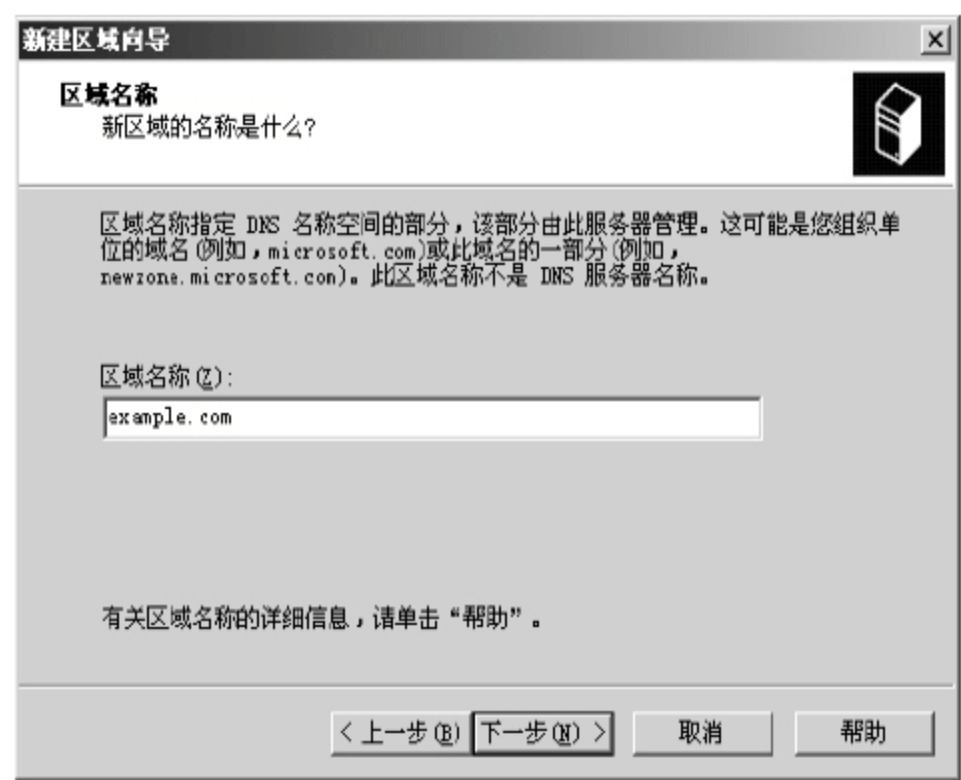 新建区域向导
区域名称
新区域的名称是什么?
区域名称指定 DNS 名称空间的部分，该部分由此服务器管理。这可能是您组织单
位的域名(例如，microsoft.com)或此域名的一部分(例如，
newzone.microsoft.com)。此区域名称不是 DNS 服务器名称。
区域名称(Z):
example.com
有关区域名称的详细信息，请单击“帮助”。
< 上一步(B) 下一步(N) > 取消 帮助